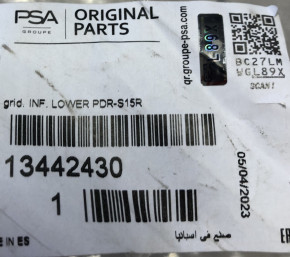 PSA
GROUPE
ORIGINAL
PARTS
qr.groupe-psa.com
BC27LM
WGL89X
SCAN !
grid. INF. LOWER PDR-S15R
13442430
1
05/04/2023
E IN ES
صنع في اسبانيا